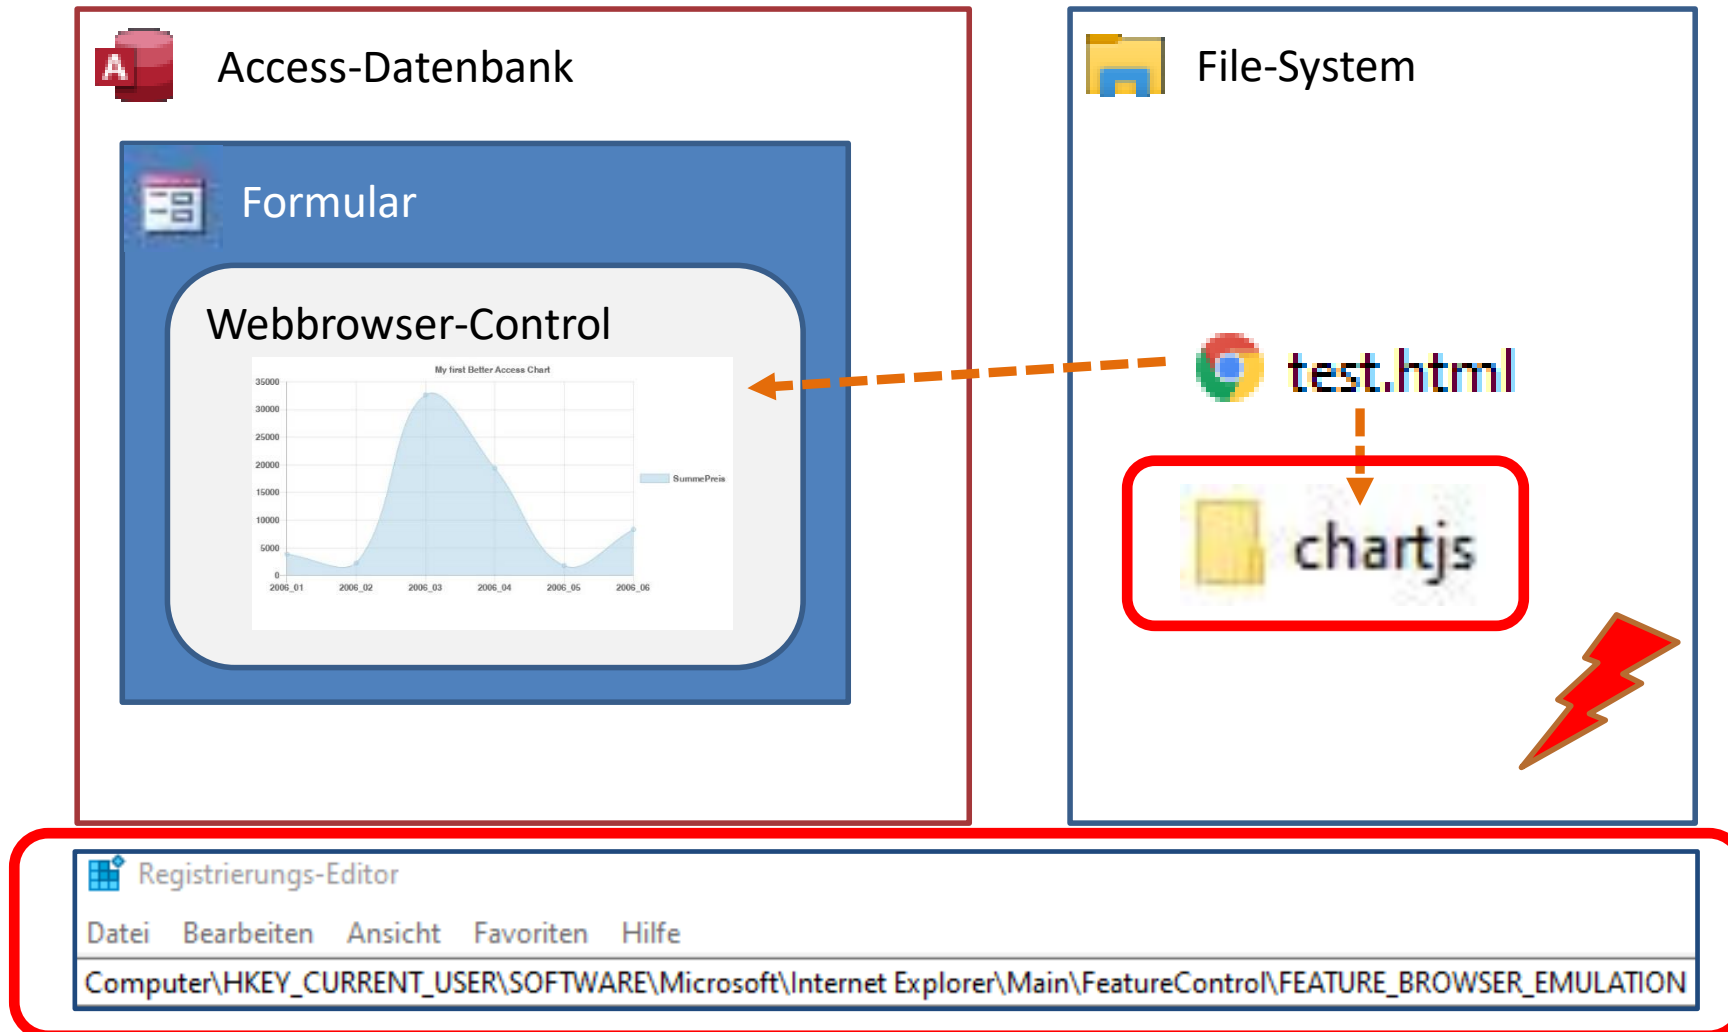 Access-Datenbank
Formular
Webbrowser-Control
My first Better Access Chart
35000
30000
25000
20000
15000
10000
5000
0
2006_01 2006_02 2006_03 2006_04 2006_05 2006_06
SummePreis
File-System
test.html
chartjs
Registrierungs-Editor
Datei Bearbeiten Ansicht Favoriten Hilfe
Computer\HKEY_CURRENT_USER\SOFTWARE\Microsoft\Internet Explorer\Main\FeatureControl\FEATURE_BROWSER_EMULATION